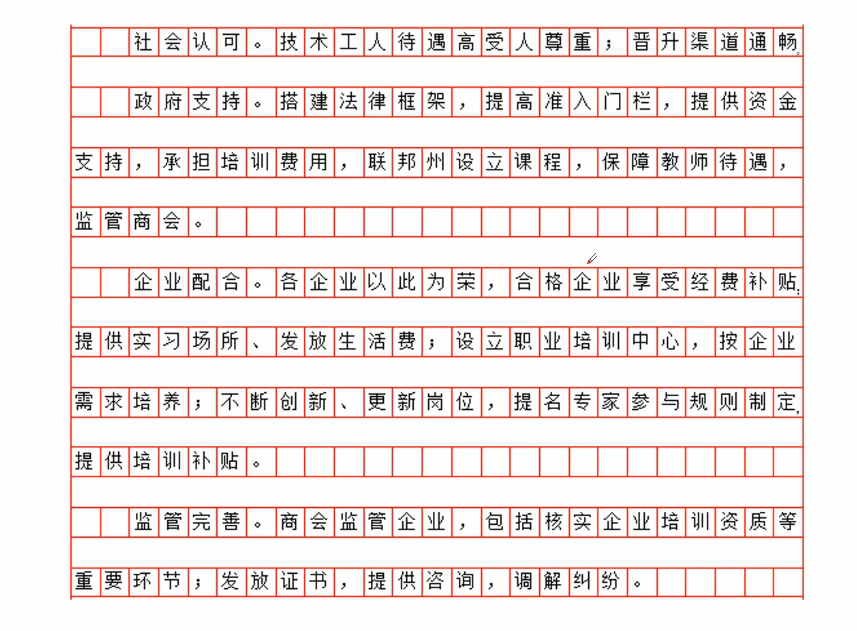 社会认可。技术工人待遇高受人尊重；晋升渠道通畅。
政府支持。搭建法律框架，提高准入门栏，提供资金
支持，承担培训费用，联邦州设立课程，保障教师待遇，
监管商会。
企业配合。各企业以此为荣，合格企业享受经费补贴；
提供实习场所、发放生活费；设立职业培训中心，按企业
需求培养；不断创新、更新岗位，提名专家参与规则制定，
提供培训补贴。
监管完善。商会监管企业，包括核实企业培训资质等
重要环节；发放证书，提供咨询，调解纠纷。